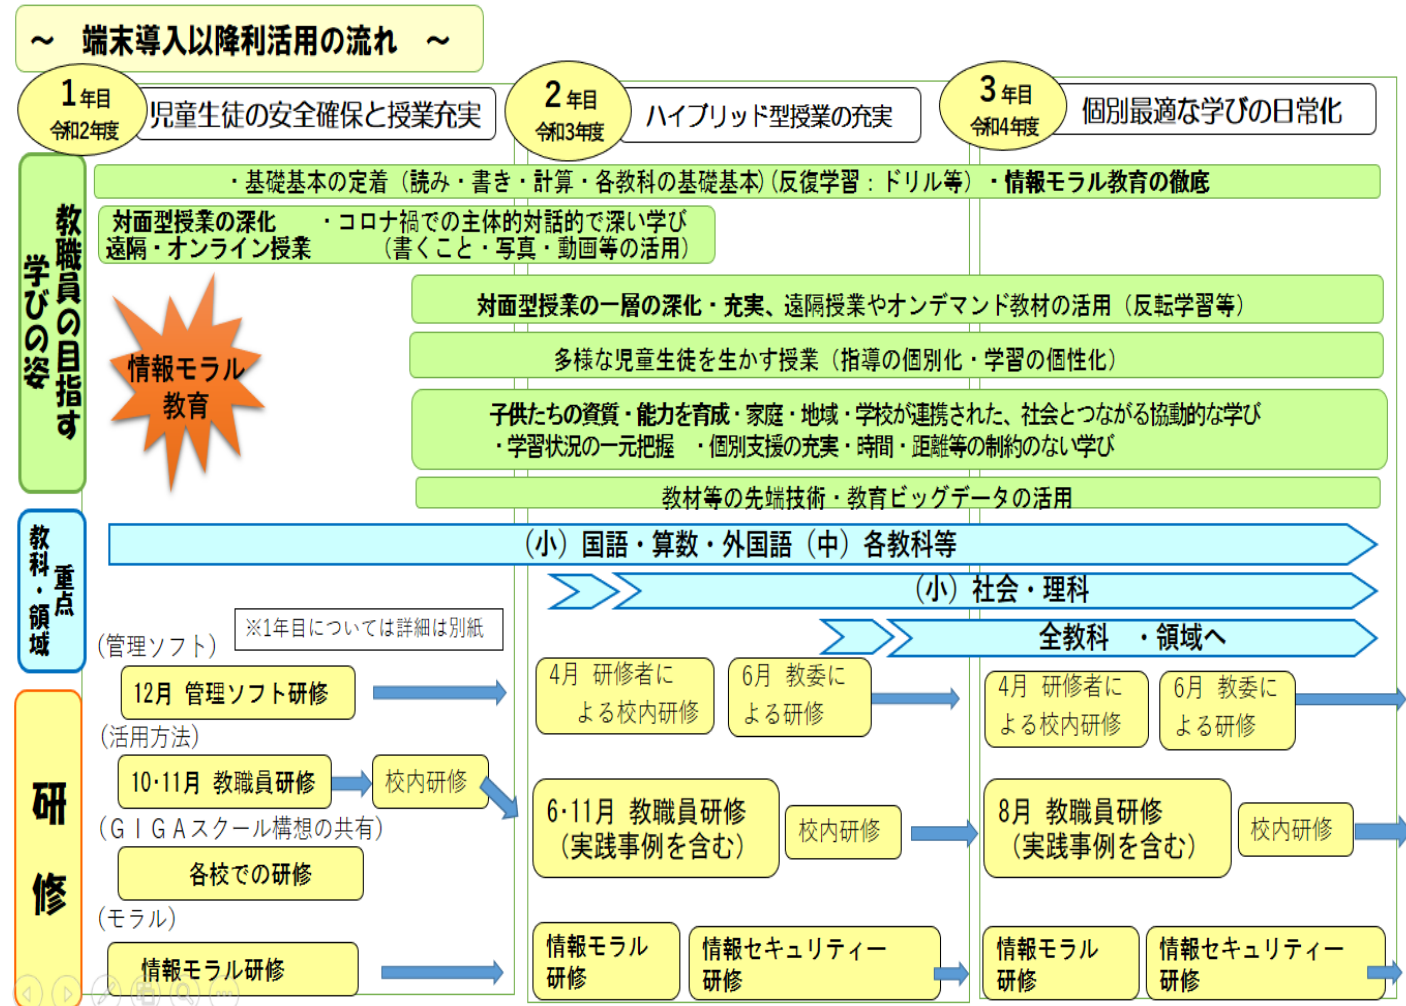 ～　端末導入以降利活用の流れ　～
1年目
令和2年度
児童生徒の安全確保と授業充実
2年目
令和3年度
ハイブリッド型授業の充実
3年目
令和4年度
個別最適な学びの日常化
教職員の目指す
学びの姿
・基礎基本の定着（読み・書き・計算・各教科の基礎基本）（反復学習：ドリル等）・情報モラル教育の徹底
対面型授業の深化　・コロナ禍での主体的対話的で深い学び
遠隔・オンライン授業　（書くこと・写真・動画等の活用）
対面型授業の一層の深化・充実、遠隔授業やオンデマンド教材の活用（反転学習等）
情報モラル
教育
多様な児童生徒を生かす授業（指導の個別化・学習の個性化）
子供たちの資質・能力を育成・家庭・地域・学校が連携された、社会とつながる協動的な学び
・学習状況の一元把握　・個別支援の充実・時間・距離等の制約のない学び
教材等の先端技術・教育ビッグデータの活用
重点
教科・領域
（小）国語・算数・外国語（中）各教科等
（小）社会・理科
全教科　・領域へ
※1年目については詳細は別紙
研修
（管理ソフト）
12月 管理ソフト研修
4月 研修者に
よる校内研修
6月 教委に
よる研修
4月 研修者に
よる校内研修
6月 教委に
よる研修
（活用方法）
10・11月 教職員研修
校内研修
6・11月 教職員研修
（実践事例を含む）
校内研修
8月 教職員研修
（実践事例を含む）
校内研修
（ＧＩＧＡスクール構想の共有）
各校での研修
（モラル）
情報モラル研修
情報モラル
研修
情報セキュリティー
研修
情報モラル
研修
情報セキュリティー
研修